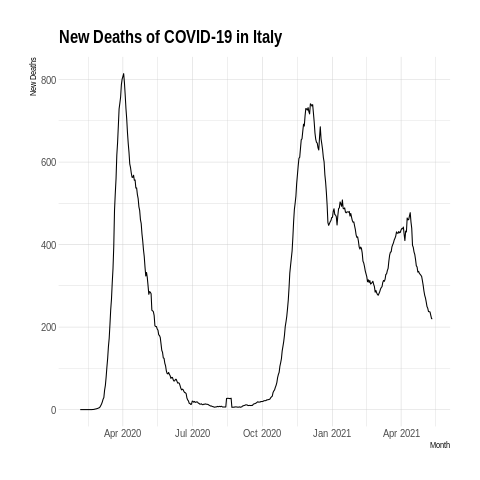 New Deaths of COVID-19 in Italy
New Deaths
800
600
400
200
0
Apr 2020 Jul 2020 Oct 2020 Jan 2021 Apr 2021
Month